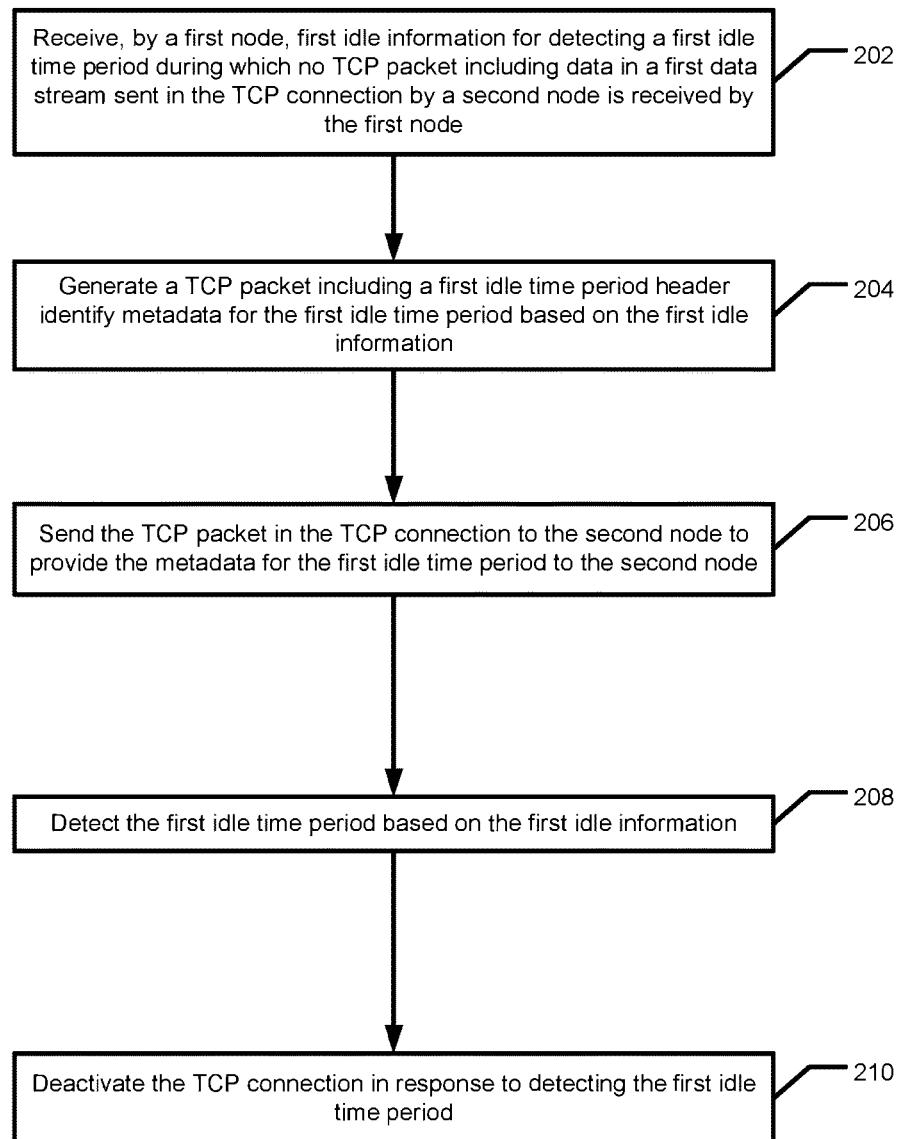 Receive, by a first node, first idle information for detecting a first idle
time period during which no TCP packet including data in a first data
stream sent in the TCP connection by a second node is received by
the first node
202
Generate a TCP packet including a first idle time period header
identify metadata for the first idle time period based on the first idle
information
204
Send the TCP packet in the TCP connection to the second node to
provide the metadata for the first idle time period to the second node
206
Detect the first idle time period based on the first idle information
208
Deactivate the TCP connection in response to detecting the first idle
time period
210